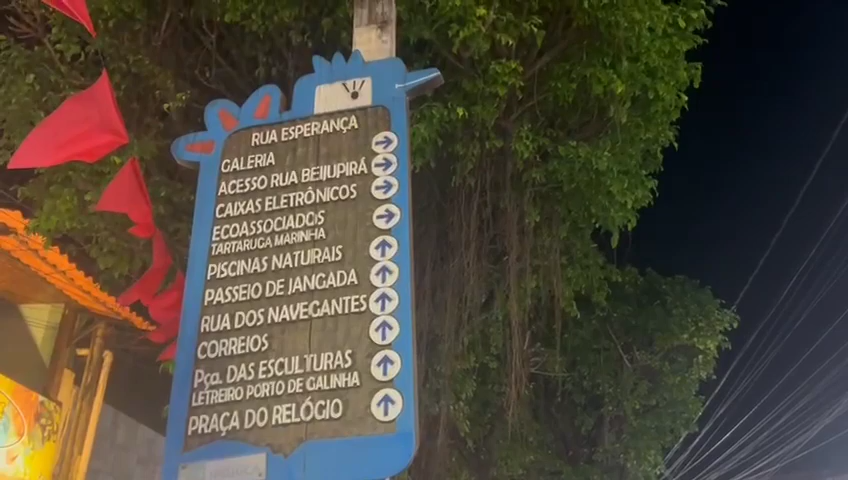 RUA ESPERANÇA
GALERIA
ACESSO RUA BEIJUPIRÁ
CAIXAS ELETRÔNICOS
ECOASSOCIADOS
TARTARUGA MARINHA
PISCINAS NATURAIS
PASSEIO DE JANGADA
RUA DOS NAVEGANTES
CORREIOS
Pça. DAS ESCULTURAS
LETREIRO PORTO DE GALINHA
PRAÇA DO RELÓGIO